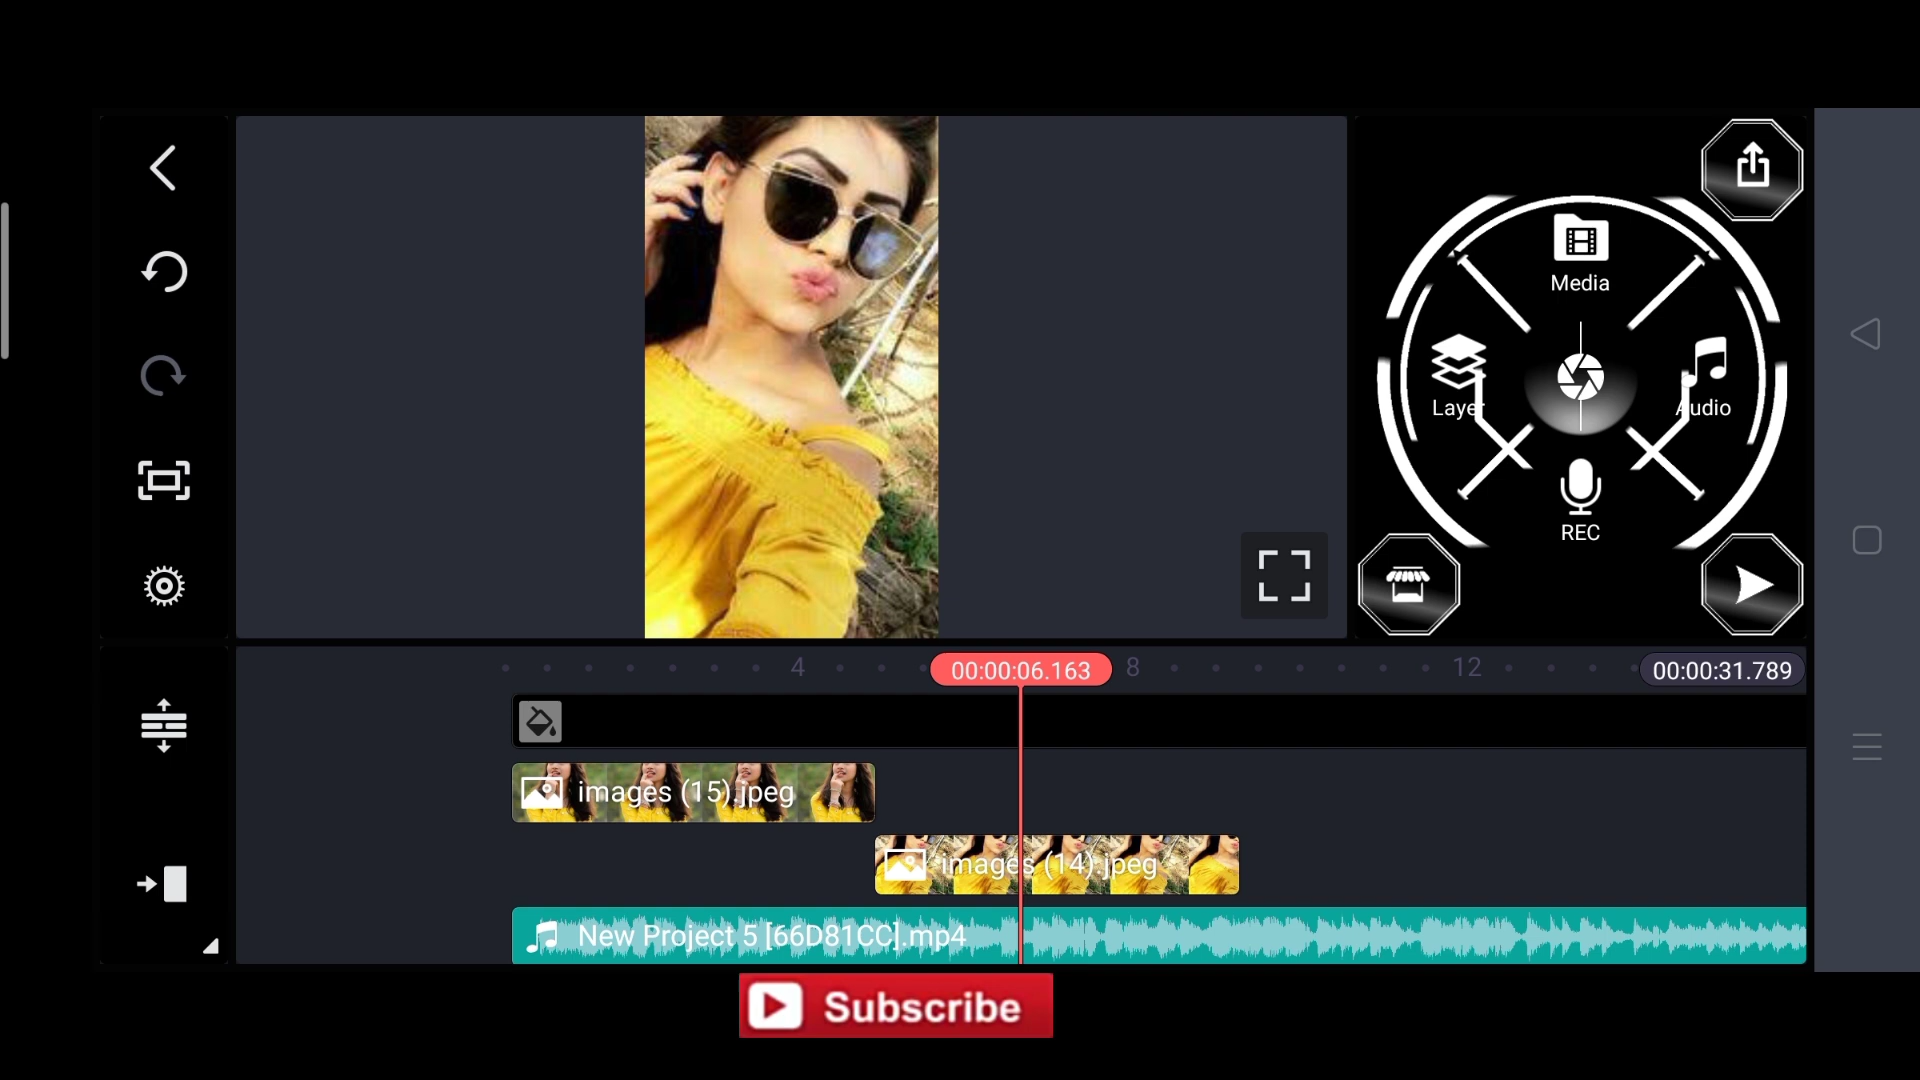 Media
Layer
Audio
REC
4
00:00:06.163
8
12
00:00:31.789
images (15).jpeg
images (14).jpeg
New Project 5 [66D81CC].mp4
Subscribe